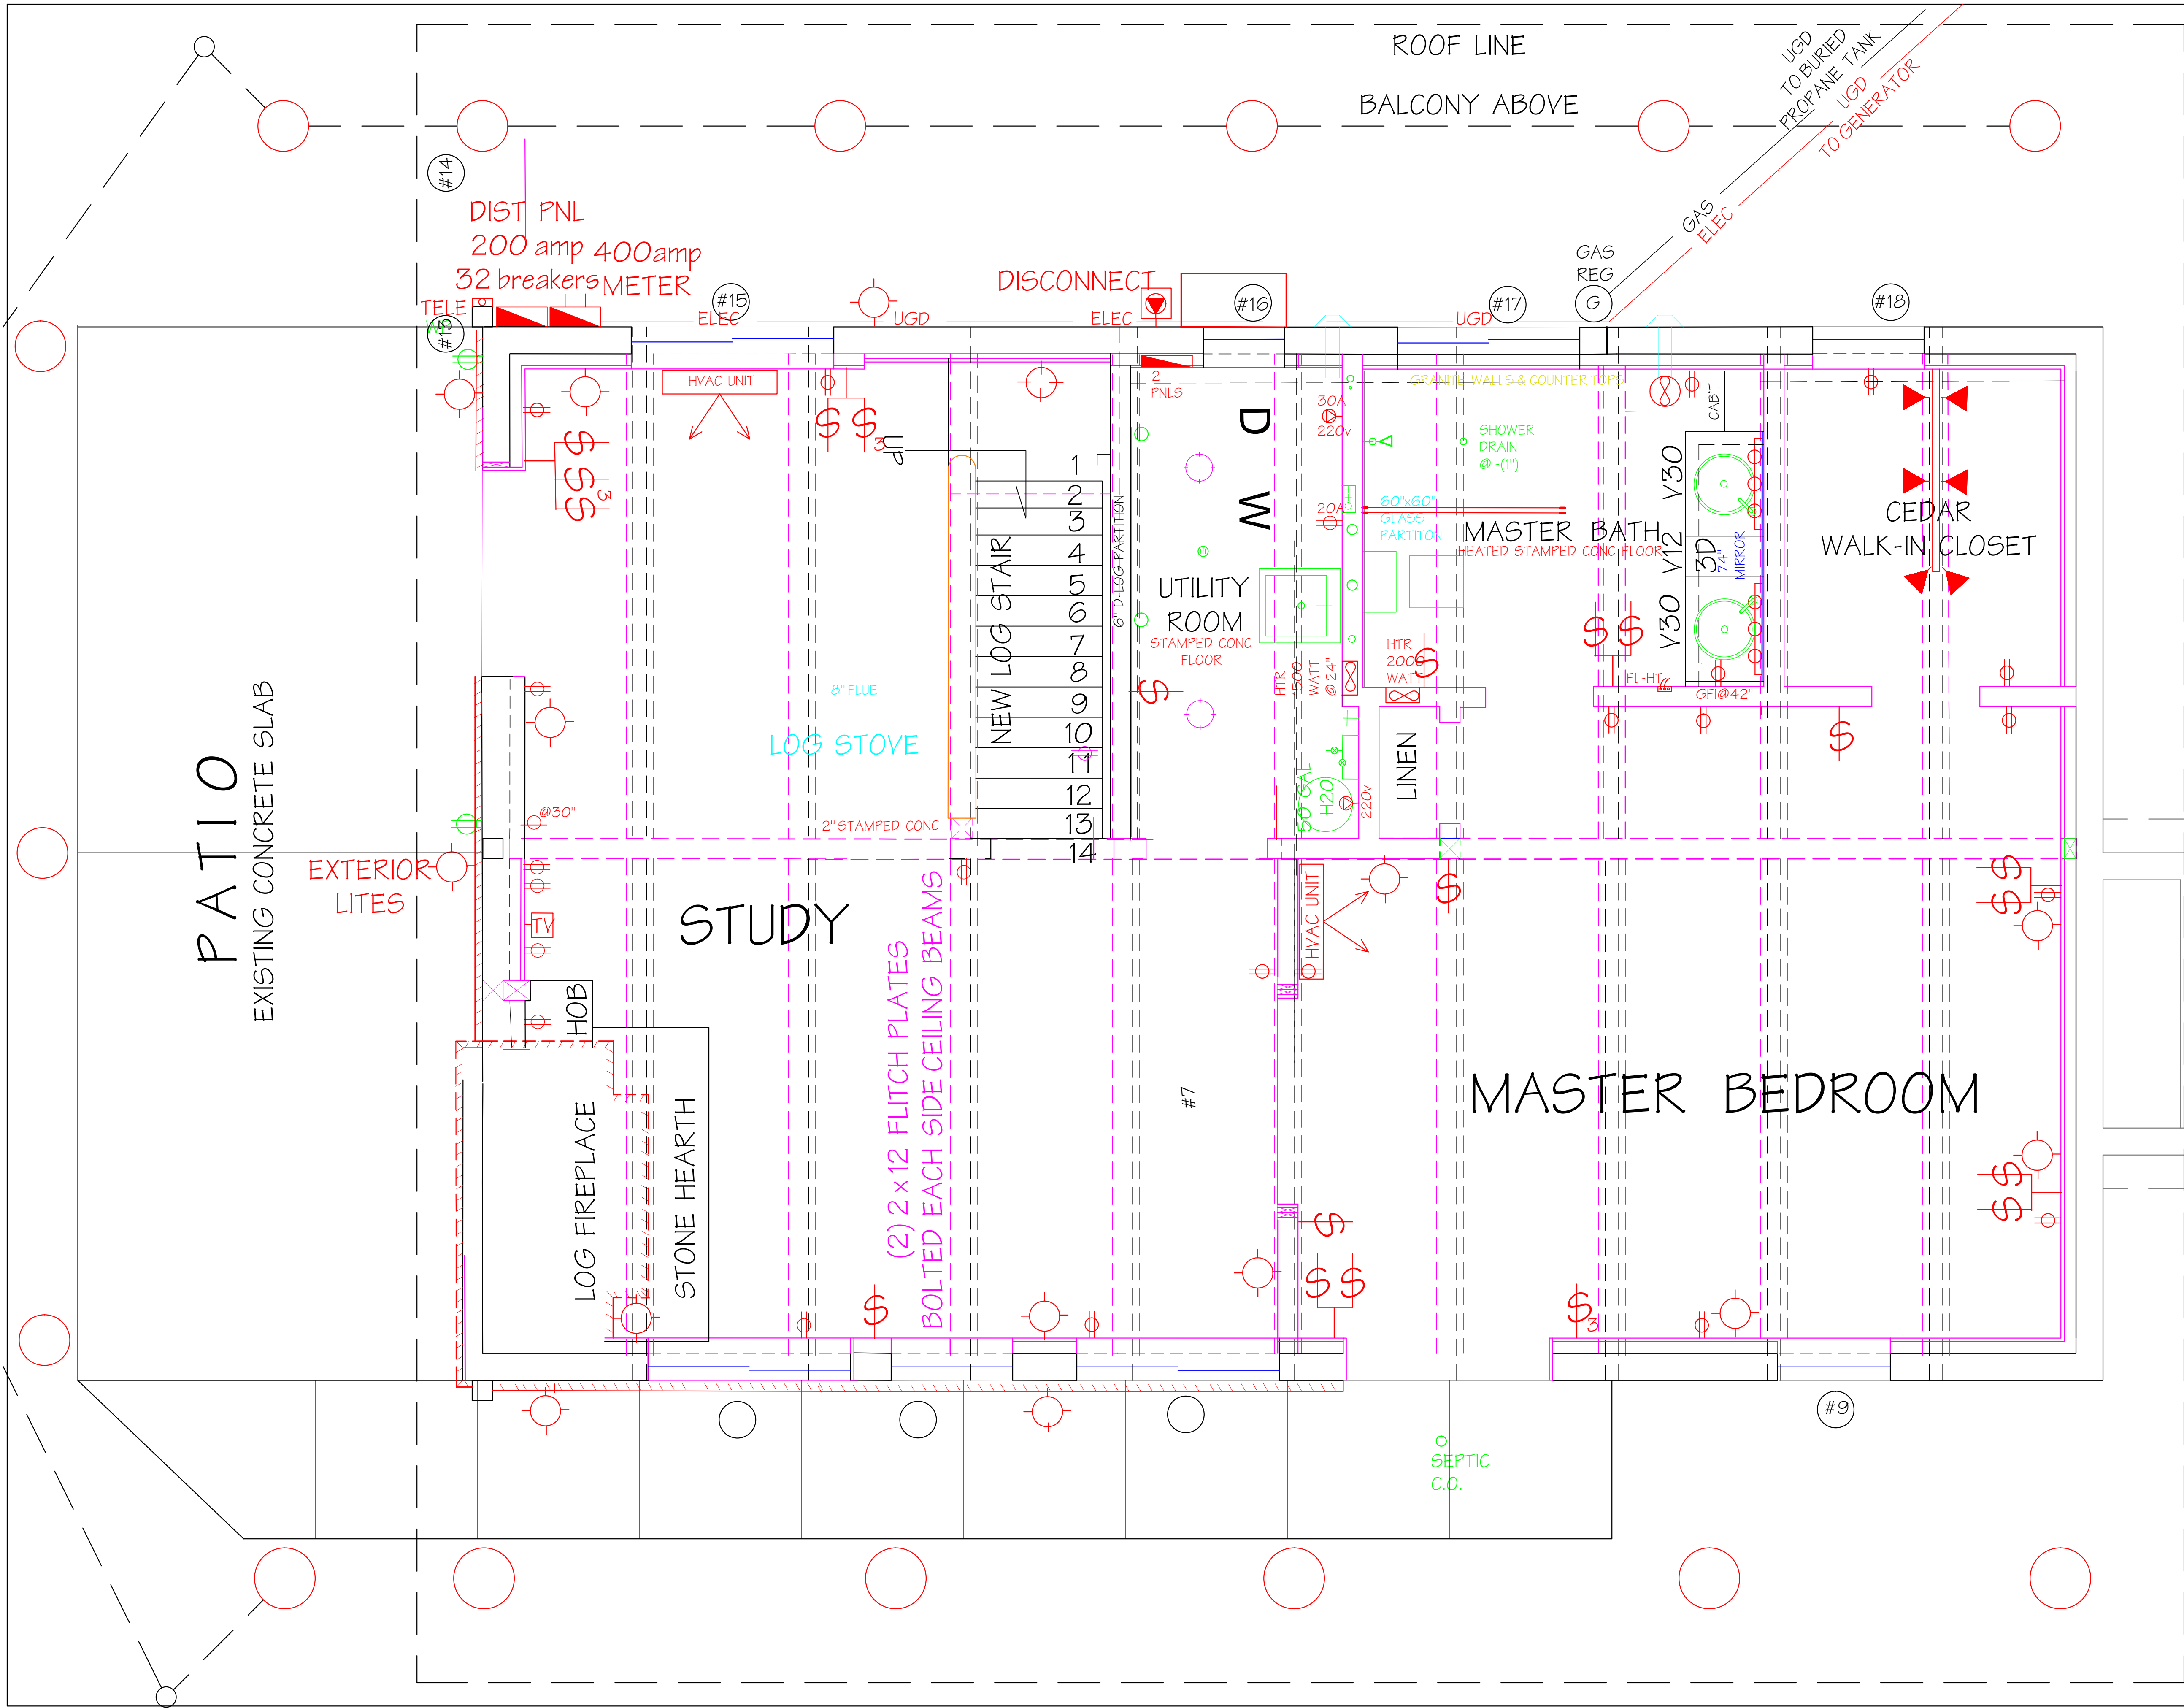 ROOF LINE
BALCONY ABOVE
UGD
TO BURIED
PROPANE TANK
UGD
TO GENERATOR
GAS
ELEC
#14
DIST PNL
200 amp
32 breakers
400amp
METER
TELE
#13
#15
DISCONNECT
#16
#17
GAS
REG
G
#18
ELEC
UGD
ELEC
UGD
HVAC UNIT
2
PNLS
30A
220v
GRANITE WALLS & COUNTER TOPS
CABT
$ $3
$ $ $3
up
D
W
SHOWER
DRAIN
@ -(1")
20A
60"x60"
GLASS
PARTITON
MASTER BATH
HEATED STAMPED CONC FLOOR
V30
V12
V30
3D
74"
MIRROR
CEDAR
WALK-IN CLOSET
1
2
3
4
5
6
7
8
9
10
11
12
13
14
NEW LOG STAIR
6" D-LOG PARTITION
UTILITY
ROOM
STAMPED CONC
FLOOR
$
HTR
1500
WATT
@ 24"
HTR
2000
WATT
$
$ $
FL-HT
GFI@42"
$
8" FLUE
LOG STOVE
2" STAMPED CONC
50 GAL
H20
220v
LINEN
PATIO
EXISTING CONCRETE SLAB
@30"
EXTERIOR
LITES
TV
STUDY
HVAC UNIT
$
$ $
HOB
(2) 2 x 12 FLITCH PLATES
BOLTED EACH SIDE CEILING BEAMS
#7
MASTER BEDROOM
LOG FIREPLACE
STONE HEARTH
$ $
$
$ $
$
$3
#9
SEPTIC
C.O.